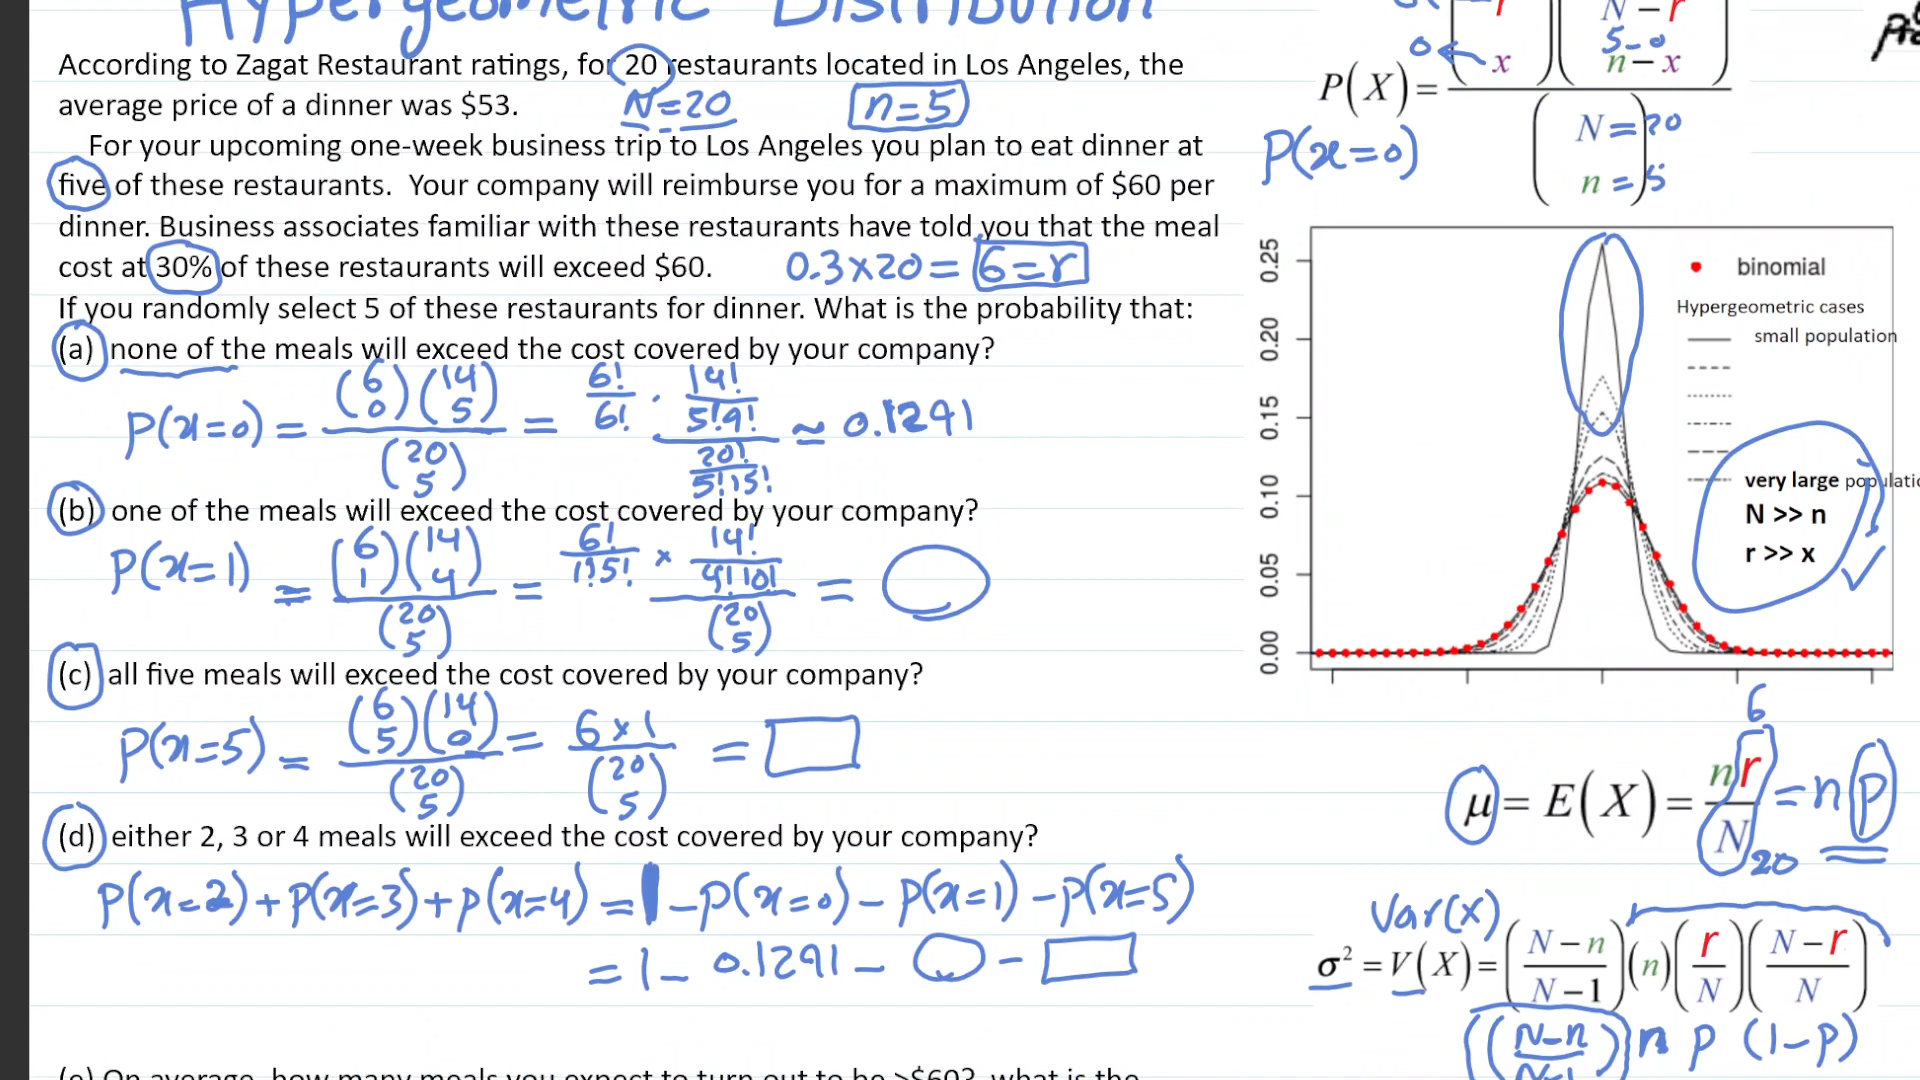 Hypergeometric Distribution
According to Zagat Restaurant ratings, for 20 restaurants located in Los Angeles, the
average price of a dinner was $53.
N=20 n=5
For your upcoming one-week business trip to Los Angeles you plan to eat dinner at
five of these restaurants. Your company will reimburse you for a maximum of $60 per
dinner. Business associates familiar with these restaurants have told you that the meal
cost at 30% of these restaurants will exceed $60. 0.3×20= 6=r
If you randomly select 5 of these restaurants for dinner. What is the probability that:
(a) none of the meals will exceed the cost covered by your company?
P(x=0) = (6 0)(14 5) / (20 5) = 6!/6! · 14!/5!9! / 20!/5!15! ≈ 0.1291
(b) one of the meals will exceed the cost covered by your company?
P(x=1) = (6 1)(14 4) / (20 5) = 6!/1!5! × 14!/4!10! / (20 5) =
(c) all five meals will exceed the cost covered by your company?
P(x=5) = (6 5)(14 0) / (20 5) = 6×1 / (20 5) =
(d) either 2, 3 or 4 meals will exceed the cost covered by your company?
P(x=2)+P(x=3)+P(x=4) = 1 - P(x=0) - P(x=1) - P(x=5)
= 1 - 0.1291 - -
r N-r
0 5-0
x n-x
P(X)=
N=20
n=5
P(x=0)
0.25
0.20
0.15
0.10
0.05
0.00
binomial
Hypergeometric cases
small population
very large populatio
N >> n
r >> x
6
μ = E(X) = nr/N = np
20
Var(x)
σ² = V(X) = (N-n / N-1)(n)(r/N)(N-r / N)
((N-n / N-1)) n p (1-p)